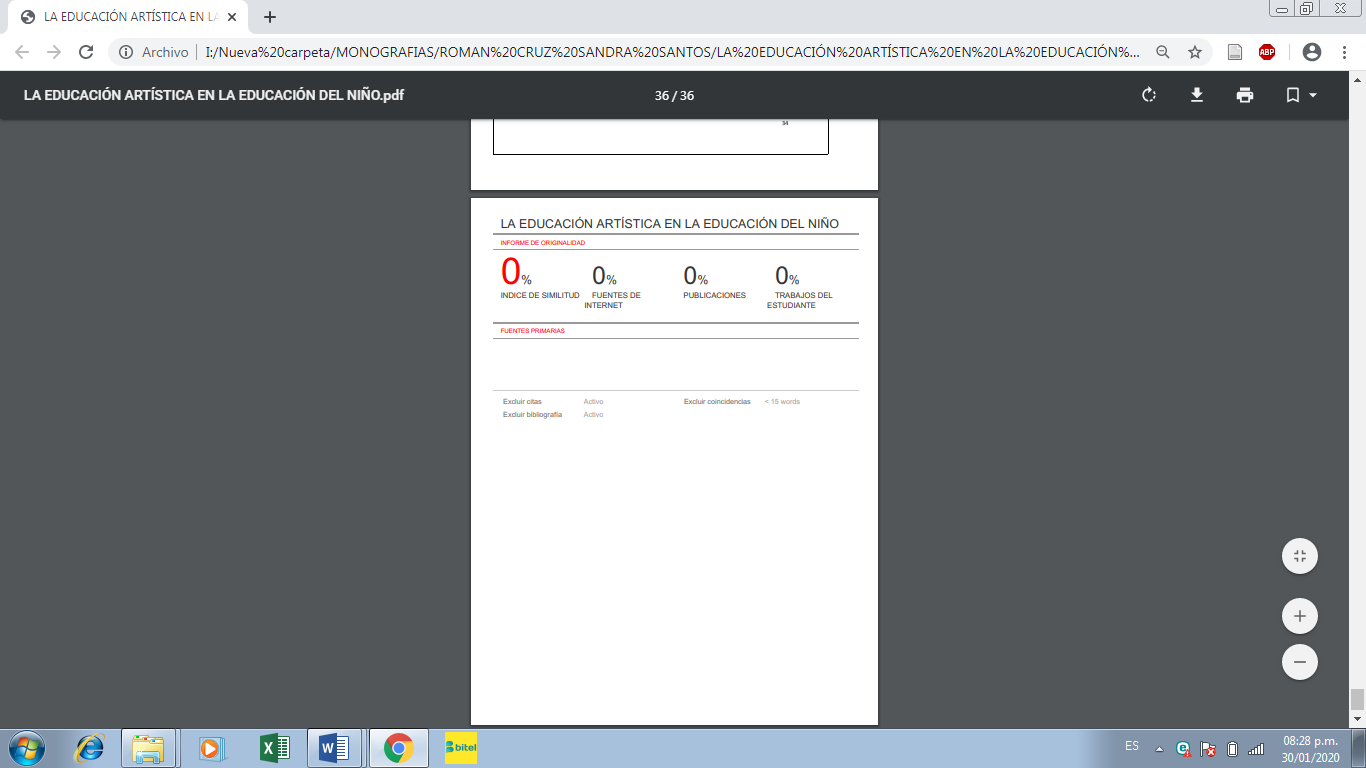 LA EDUCACIÓN ARTÍSTICA EN LA
Archivo
I:/Nueva%20carpeta/MONOGRAFIAS/ROMAN%20CRUZ%20SANDRA%20SANTOS/LA%20EDUCACIÓN%20ARTÍSTICA%20EN%20LA%20EDUCACIÓN%...
ABP
LA EDUCACIÓN ARTÍSTICA EN LA EDUCACIÓN DEL NIÑO.pdf
36 / 36
34
LA EDUCACIÓN ARTÍSTICA EN LA EDUCACIÓN DEL NIÑO
INFORME DE ORIGINALIDAD
0% 0% 0% 0%
INDICE DE SIMILITUD FUENTES DE INTERNET PUBLICACIONES TRABAJOS DEL ESTUDIANTE
FUENTES PRIMARIAS
Excluir citas Activo Excluir coincidencias < 15 words
Excluir bibliografía Activo
bitel
ES
08:28 p.m.
30/01/2020